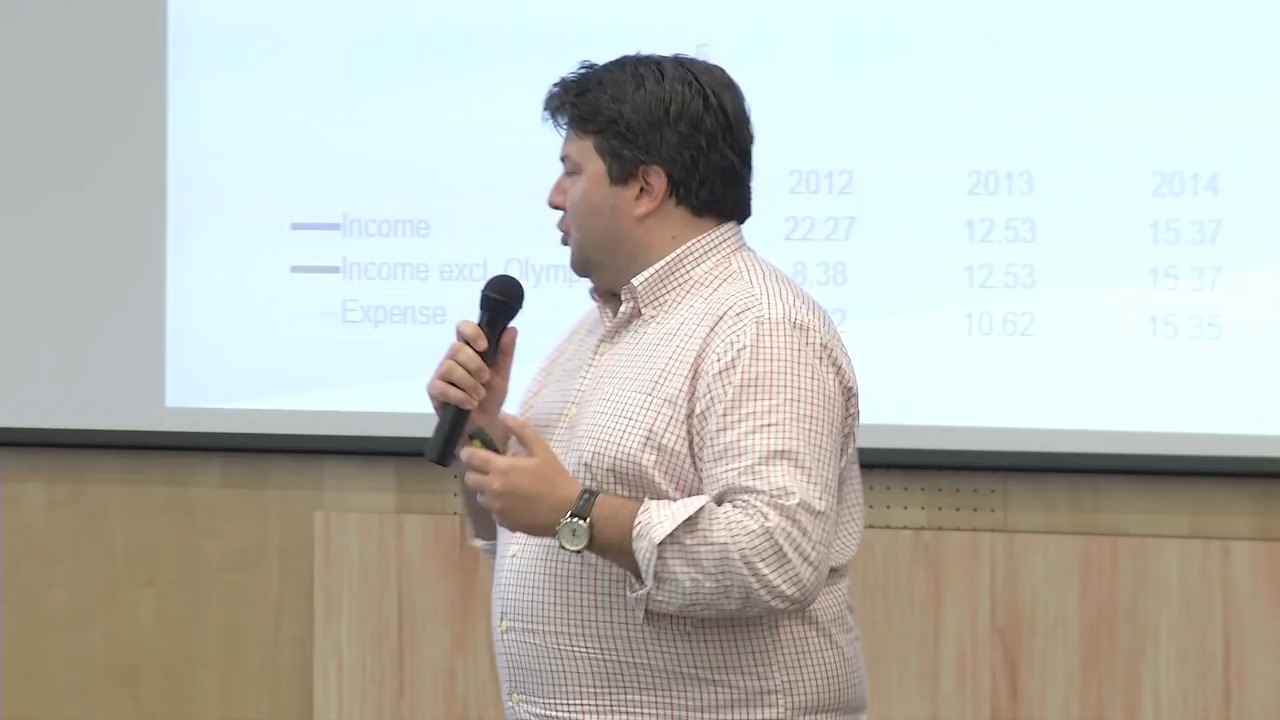 2012 2013 2014
Income 22.27 12.53 15.37
Income excl. 8.38 12.53 15.37
Expense 10.62 15.35